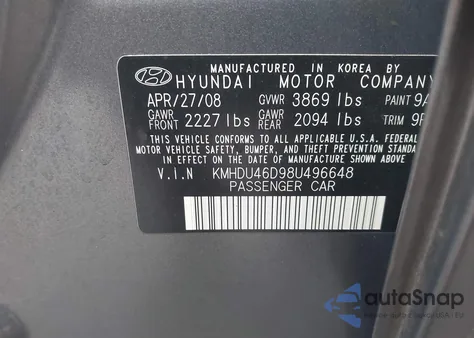 MANUFACTURED IN KOREA BY
HYUNDAI MOTOR COMPANY
APR/27/08 GVWR 3869 lbs PAINT 9A
GAWR FRONT 2227 lbs GAWR REAR 2094 lbs TRIM
THIS VEHICLE CONFORMS TO ALL APPLICABLE U.S.A. FEDERAL
MOTOR VEHICLE SAFETY, BUMPER, AND THEFT PREVENTION
STANDARDS IN EFFECT ON THE DATE OF
MANUFACTURE SHOWN ABOVE.
V.I.N KMHDU46D98U496648
PASSENGER CAR
autoSnap